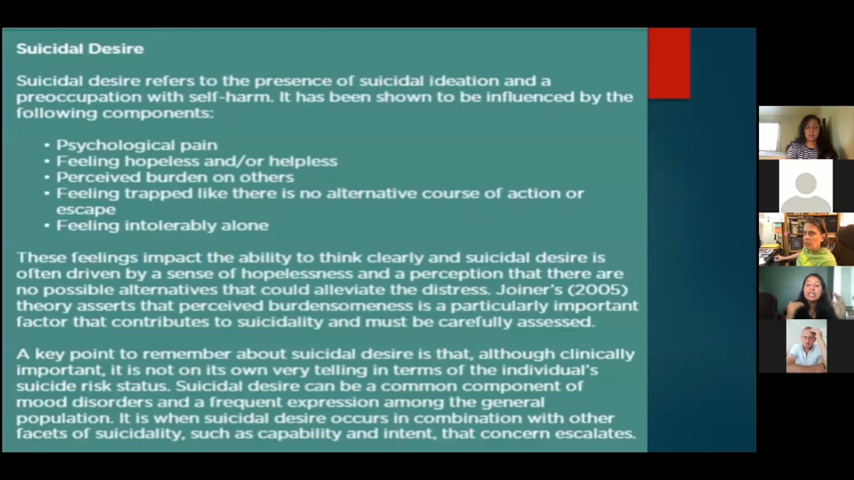 Suicidal Desire
Suicidal desire refers to the presence of suicidal ideation and a
preoccupation with self-harm. It has been shown to be influenced by the
following components:
• Psychological pain
• Feeling hopeless and/or helpless
• Perceived burden on others
• Feeling trapped like there is no alternative course of action or
escape
• Feeling intolerably alone
These feelings impact the ability to think clearly and suicidal desire is
often driven by a sense of hopelessness and a perception that there are
no possible alternatives that could alleviate the distress. Joiner's (2005)
theory asserts that perceived burdensomeness is a particularly important
factor that contributes to suicidality and must be carefully assessed.
A key point to remember about suicidal desire is that, although clinically
important, it is not on its own very telling in terms of the individual's
suicide risk status. Suicidal desire can be a common component of
mood disorders and a frequent expression among the general
population. It is when suicidal desire occurs in combination with other
facets of suicidality, such as capability and intent, that concern escalates.